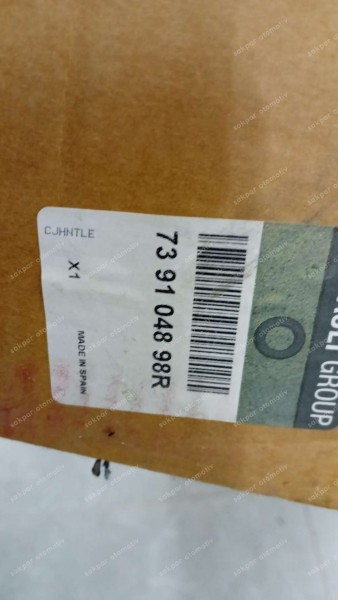 CJHNTLE
73 91 048 98R
X1
MADE IN SPAIN
GROUP